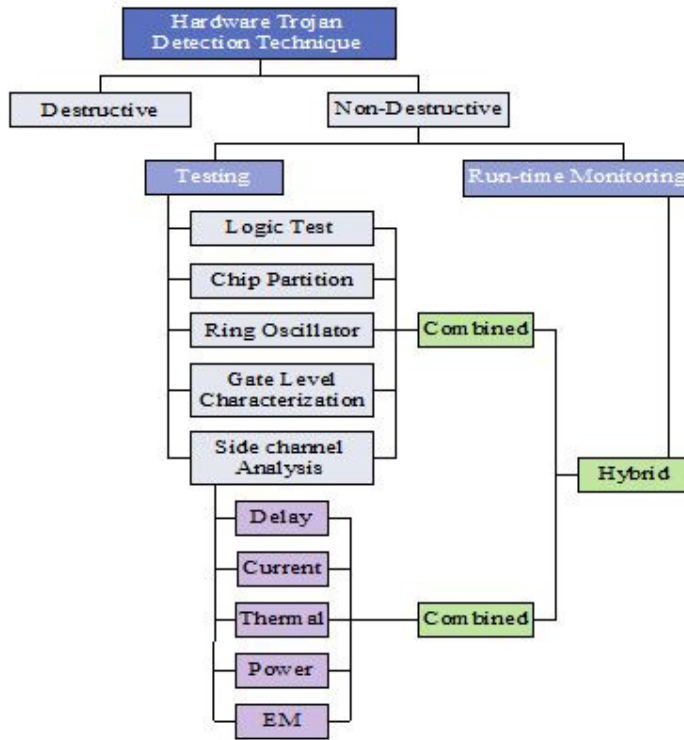 Hardware Trojan
Detection Technique
Destructive
Non-Destructive
Testing
Run-time Monitoring
Logic Test
Chip Partition
Ring Oscillator
Combined
Gate Level
Characterization
Side channel
Analysis
Hybrid
Delay
Current
Thermal
Combined
Power
EM